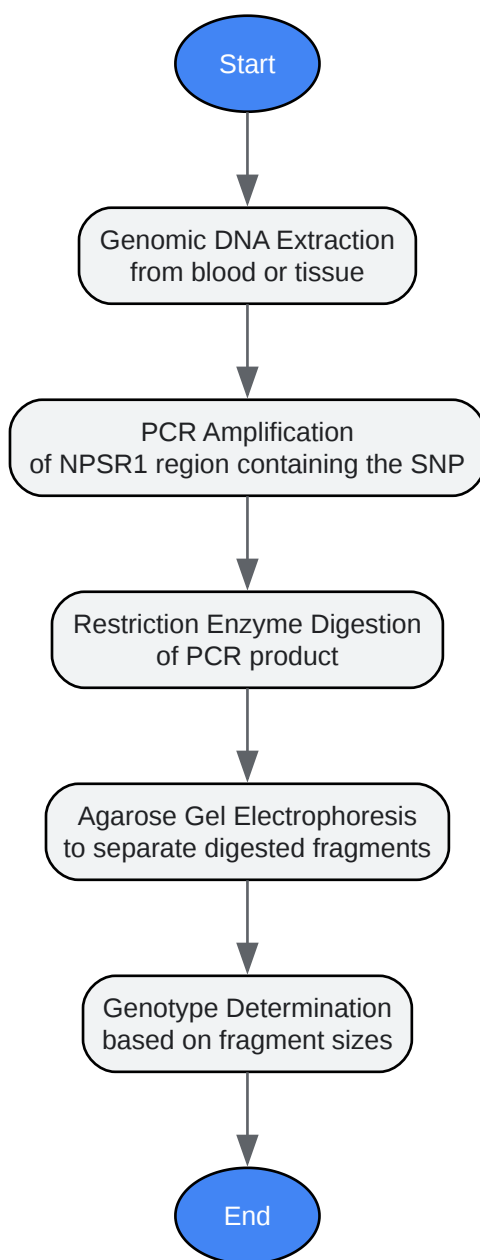 Start
Genomic DNA Extraction
from blood or tissue
PCR Amplification
of NPSR1 region containing the SNP
Restriction Enzyme Digestion
of PCR product
Agarose Gel Electrophoresis
to separate digested fragments
Genotype Determination
based on fragment sizes
End